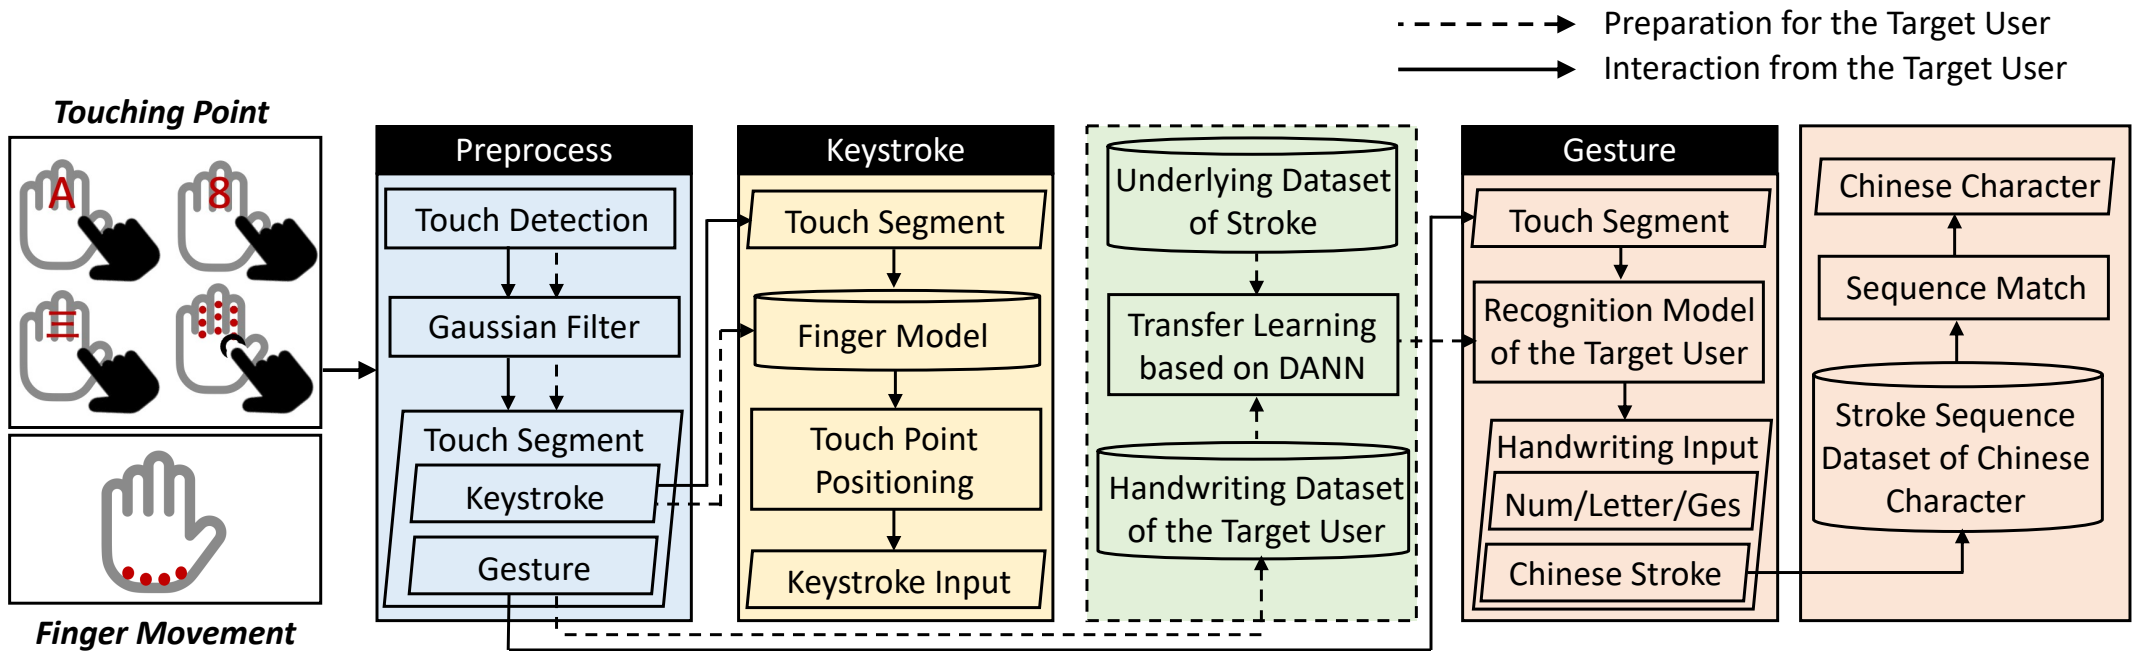 Preparation for the Target User
Interaction from the Target User
Touching Point
A
8
Finger Movement
Preprocess
Touch Detection
Gaussian Filter
Touch Segment
Keystroke
Gesture
Keystroke
Touch Segment
Finger Model
Touch Point
Positioning
Keystroke Input
Underlying Dataset
of Stroke
Transfer Learning
based on DANN
Handwriting Dataset
of the Target User
Gesture
Touch Segment
Recognition Model
of the Target User
Handwriting Input
Num/Letter/Ges
Chinese Stroke
Chinese Character
Sequence Match
Stroke Sequence
Dataset of Chinese
Character